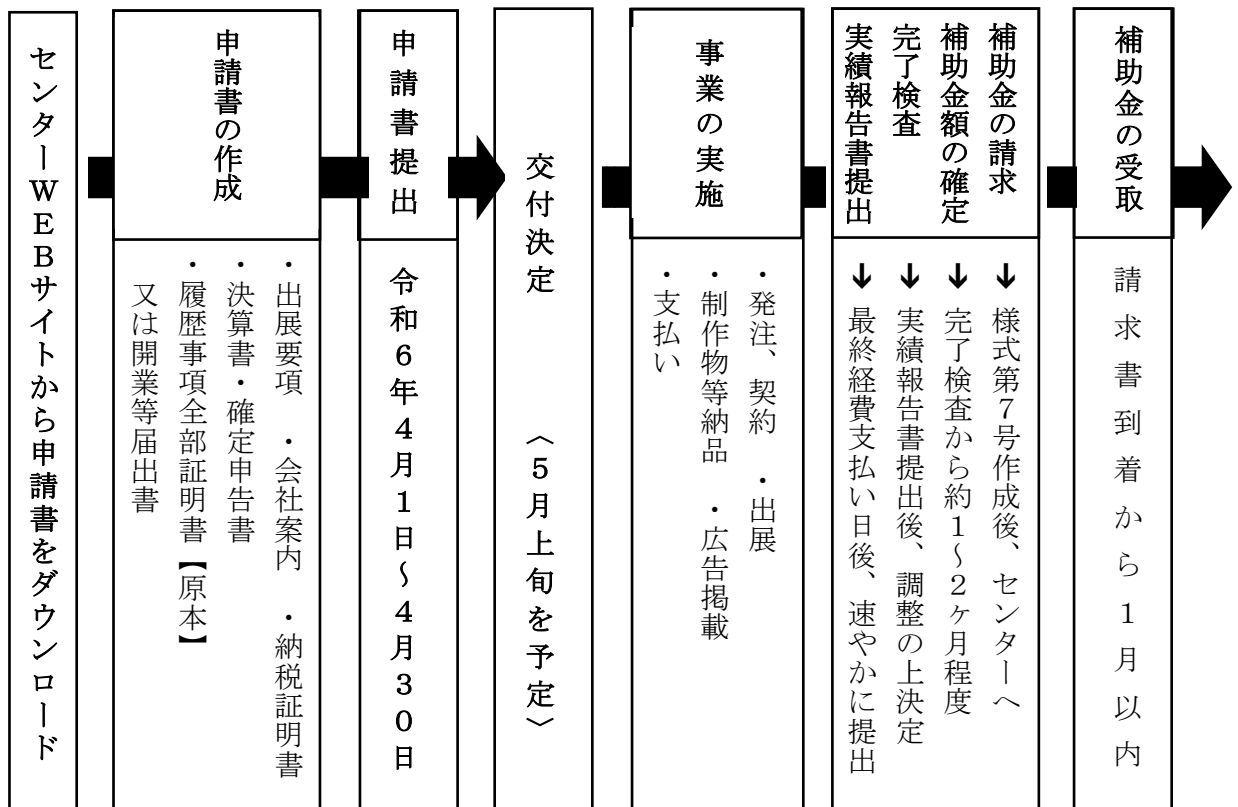 センターWEBサイトから申請書をダウンロード
申請書の作成
・出展要項　・会社案内　・納税証明書
・決算書・確定申告書
・履歴事項全部証明書【原本】
又は開業等届出書
申請書提出
令和6年4月1日～4月30日
交付決定　〈5月上旬を予定〉
事業の実施
・発注、契約　・出展
・制作物等納品　・広告掲載
・支払い
補助金の請求
補助金額の確定
完了検査
実績報告書提出
↓様式第7号作成後、センターへ
↓完了検査から約1～2ヶ月程度
↓実績報告書提出後、調整の上決定
↓最終経費支払い日後、速やかに提出
補助金の受取
請求書到着から1月以内